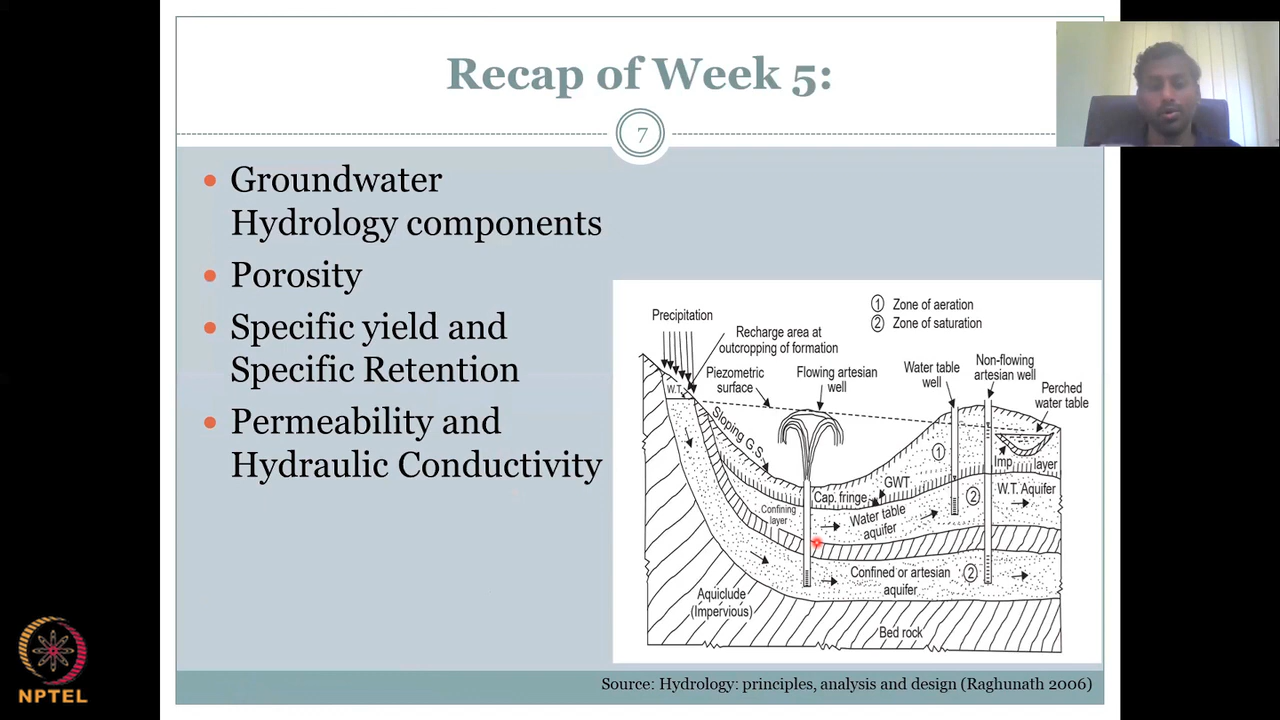 Recap of Week 5:
7
Groundwater
Hydrology components
Porosity
Specific yield and
Specific Retention
Permeability and
Hydraulic Conductivity
Precipitation
Recharge area at
outcropping of formation
1 Zone of aeration
2 Zone of saturation
Piezometric
surface
Flowing artesian
well
Water table
well
Non-flowing
artesian well
Perched
water table
W.T.
Sloping G.S.
1
Imp. layer
Cap. fringe
GWT
2
W.T. Aquifer
Confining
layer
Water table
aquifer
Confined or artesian
aquifer
2
Aquiclude
(Impervious)
Bed rock
Source: Hydrology: principles, analysis and design (Raghunath 2006)
NPTEL